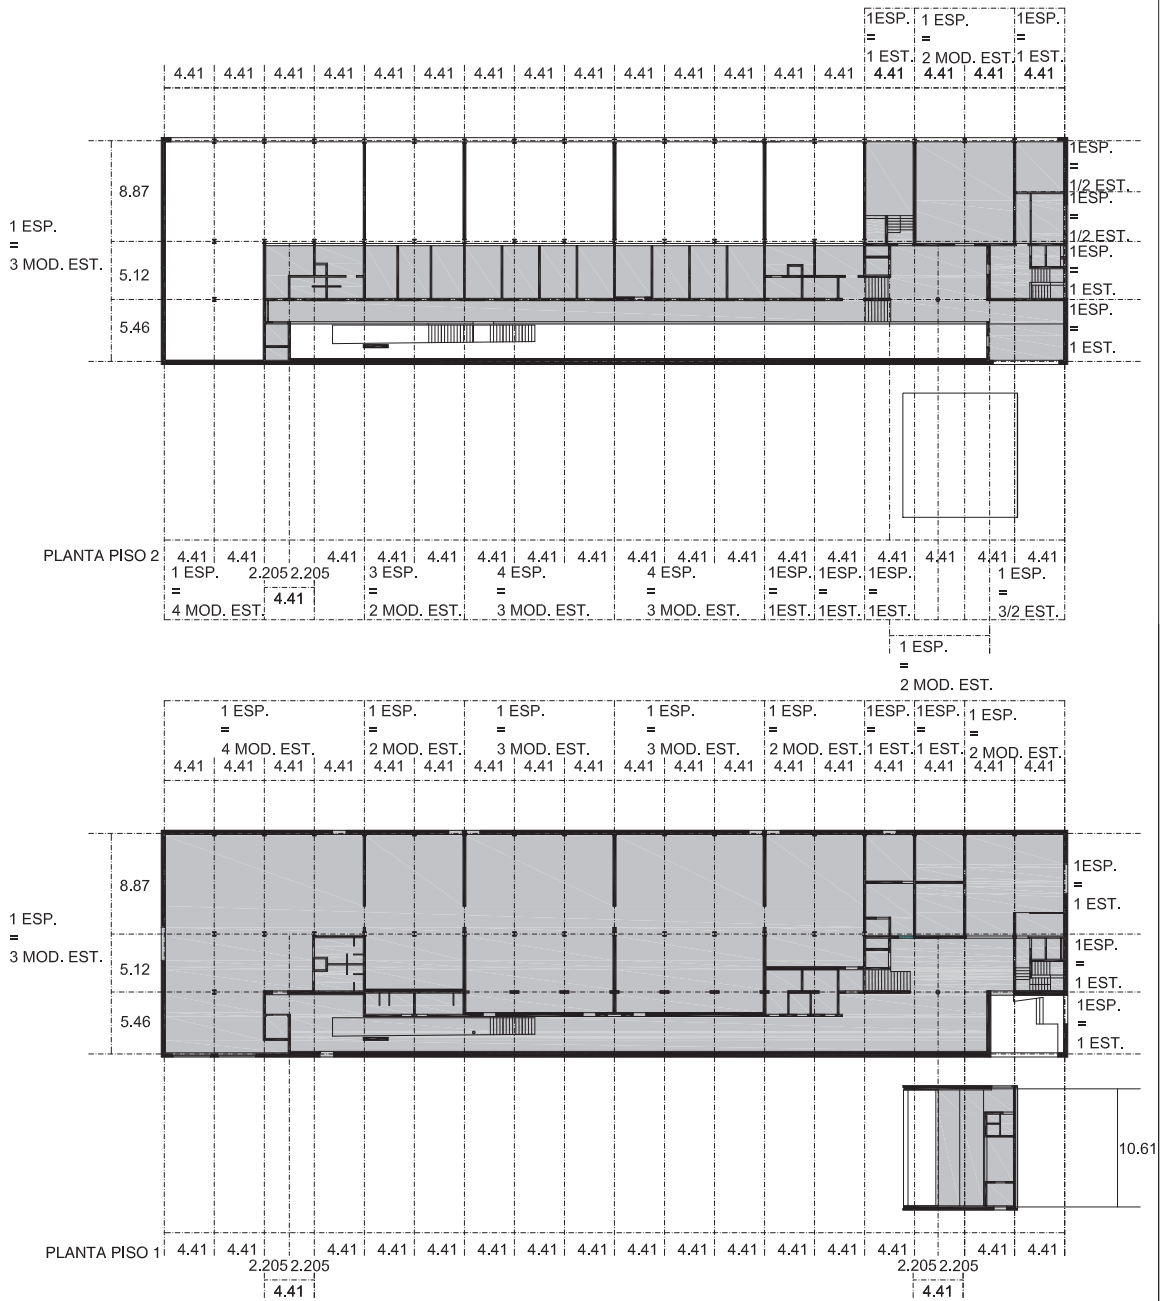 1ESP. 1 ESP. 1ESP.
= = =
1 EST. 2 MOD. EST. 1 EST.
4.41 4.41 4.41 4.41 4.41 4.41 4.41 4.41 4.41 4.41 4.41 4.41 4.41 4.41 4.41 4.41 4.41 4.41
1ESP.
=
1/2 EST.
8.87
1ESP.
=
1/2 EST.
1 ESP.
=
3 MOD. EST.
1ESP.
=
1 EST.
5.12
1ESP.
=
1 EST.
5.46
PLANTA PISO 2 4.41 4.41 4.41 4.41 4.41 4.41 4.41 4.41 4.41 4.41 4.41 4.41 4.41 4.41 4.41 4.41 4.41
1 ESP. 2.205 2.205 3 ESP. 4 ESP. 4 ESP. 1ESP. 1ESP. 1ESP. 1 ESP.
= = = = = = = =
4 MOD. EST. 4.41 2 MOD. EST. 3 MOD. EST. 3 MOD. EST. 1EST. 1EST. 1EST. 3/2 EST.
1 ESP.
=
2 MOD. EST.
1 ESP. 1 ESP. 1 ESP. 1 ESP. 1 ESP. 1ESP. 1ESP. 1 ESP.
= = = = = = = =
4 MOD. EST. 2 MOD. EST. 3 MOD. EST. 3 MOD. EST. 2 MOD. EST. 1 EST. 1 EST. 2 MOD. EST.
4.41 4.41 4.41 4.41 4.41 4.41 4.41 4.41 4.41 4.41 4.41 4.41 4.41 4.41 4.41 4.41 4.41 4.41
8.87
1ESP.
=
1 EST.
1 ESP.
=
3 MOD. EST.
1ESP.
=
1 EST.
5.12
1ESP.
=
1 EST.
5.46
10.61
PLANTA PISO 1 4.41 4.41 4.41 4.41 4.41 4.41 4.41 4.41 4.41 4.41 4.41 4.41 4.41 4.41 4.41 4.41
2.205 2.205 2.205 2.205
4.41 4.41